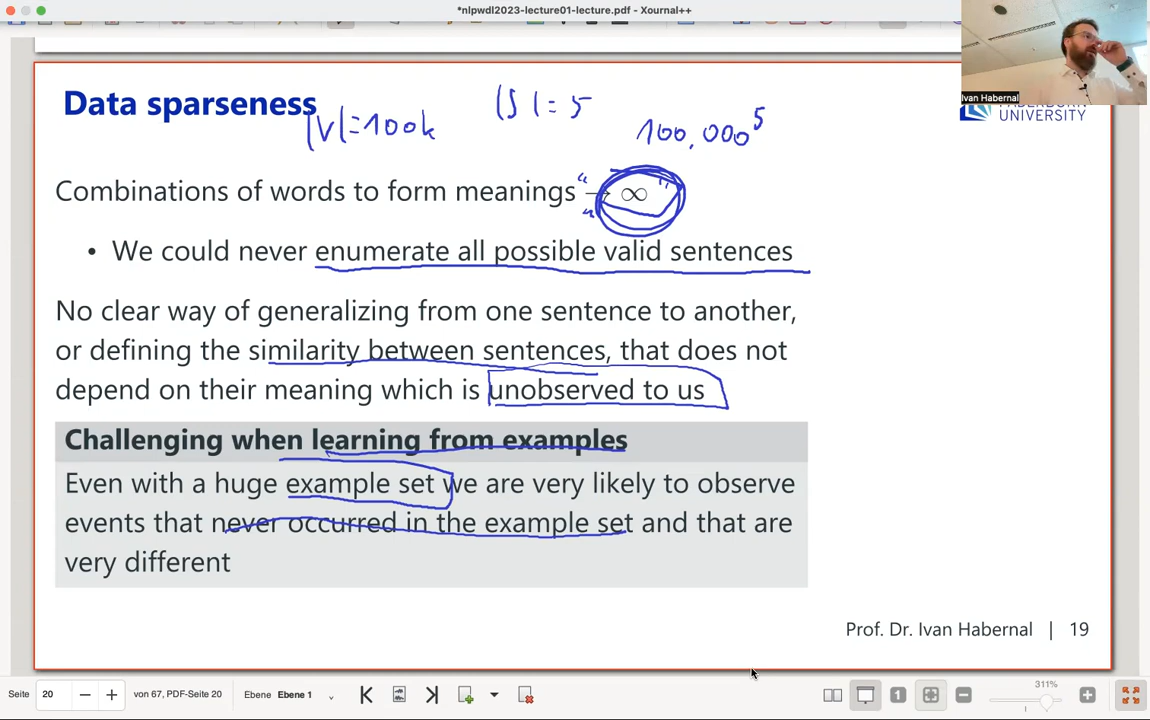 *nlpwdl2023-lecture01-lecture.pdf - Xournal++
Ivan Habernal
UNIVERSITY
Data sparseness
|V|=100k
|S|=5
100,000⁵
Combinations of words to form meanings → ∞
• We could never enumerate all possible valid sentences
No clear way of generalizing from one sentence to another,
or defining the similarity between sentences, that does not
depend on their meaning which is unobserved to us
Challenging when learning from examples
Even with a huge example set we are very likely to observe
events that never occurred in the example set and that are
very different
Prof. Dr. Ivan Habernal | 19
Seite 20 von 67, PDF-Seite 20 Ebene Ebene 1 311%